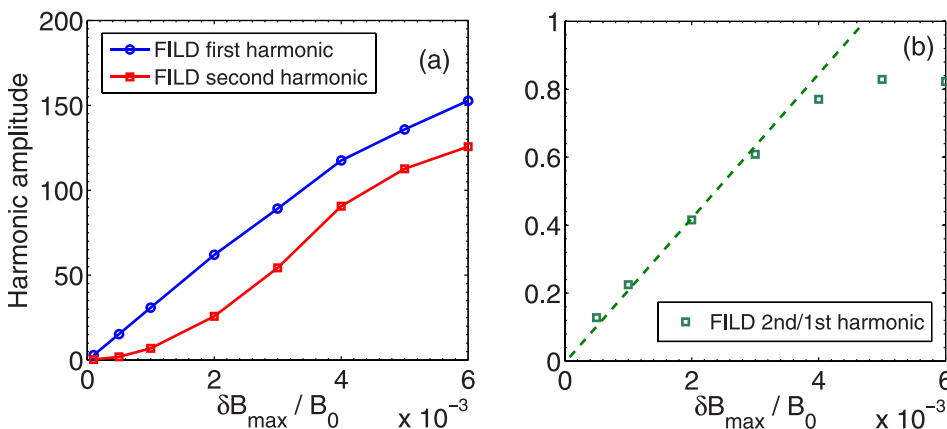 Harmonic amplitude
200
150
100
50
0
FILD first harmonic
FILD second harmonic
(a)
0 2 4 6
δB_max / B_0
x 10^-3
1
0.8
0.6
0.4
0.2
0
(b)
FILD 2nd/1st harmonic
0 2 4 6
δB_max / B_0
x 10^-3